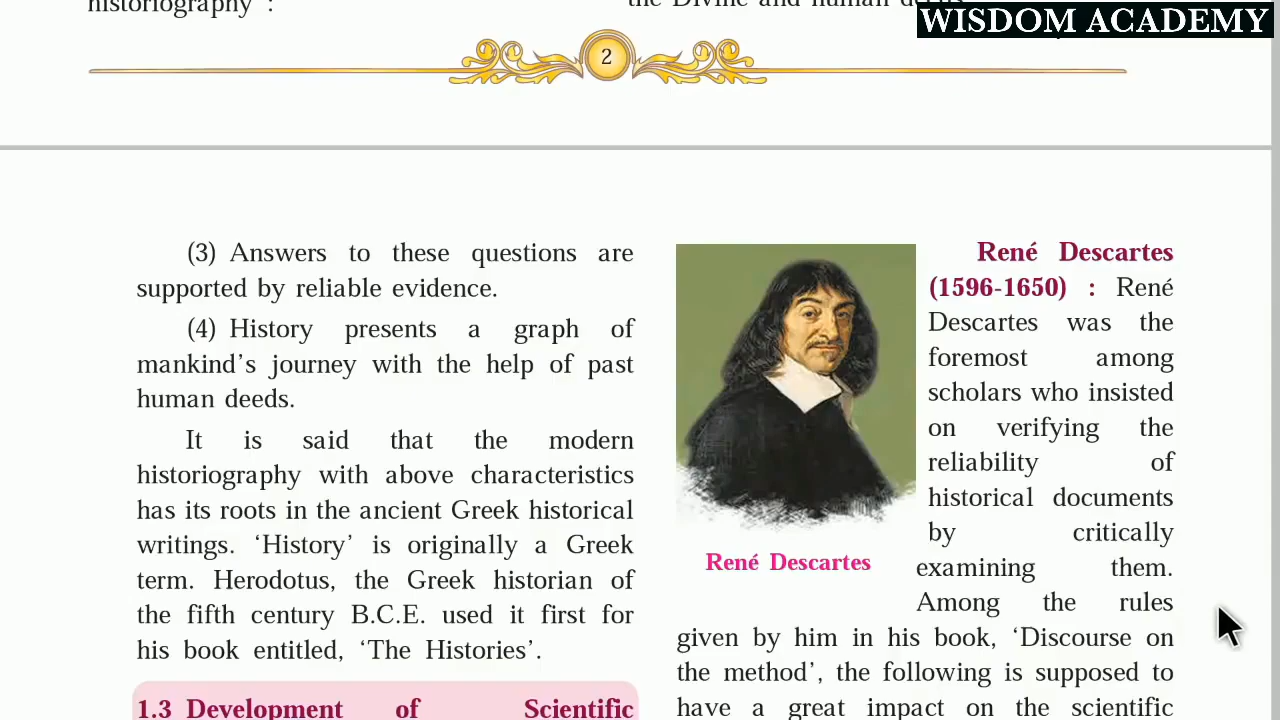 historiography :
the Divine and human
WISDOM ACADEMY
2
(3) Answers to these questions are
supported by reliable evidence.
(4) History presents a graph of
mankind’s journey with the help of past
human deeds.
It is said that the modern
historiography with above characteristics
has its roots in the ancient Greek historical
writings. ‘History’ is originally a Greek
term. Herodotus, the Greek historian of
the fifth century B.C.E. used it first for
his book entitled, ‘The Histories’.
1.3 Development of Scientific
René Descartes
René Descartes
(1596-1650) : René
Descartes was the
foremost among
scholars who insisted
on verifying the
reliability of
historical documents
by critically
examining them.
Among the rules
given by him in his book, ‘Discourse on
the method’, the following is supposed to
have a great impact on the scientific